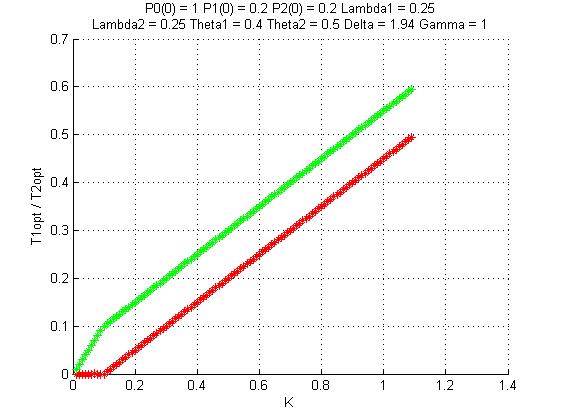 P0(0) = 1 P1(0) = 0.2 P2(0) = 0.2 Lambda1 = 0.25
Lambda2 = 0.25 Theta1 = 0.4 Theta2 = 0.5 Delta = 1.94 Gamma = 1
0.7
0.6
0.5
0.4
0.3
0.2
0.1
0
T1opt / T2opt
0 0.2 0.4 0.6 0.8 1 1.2 1.4
K